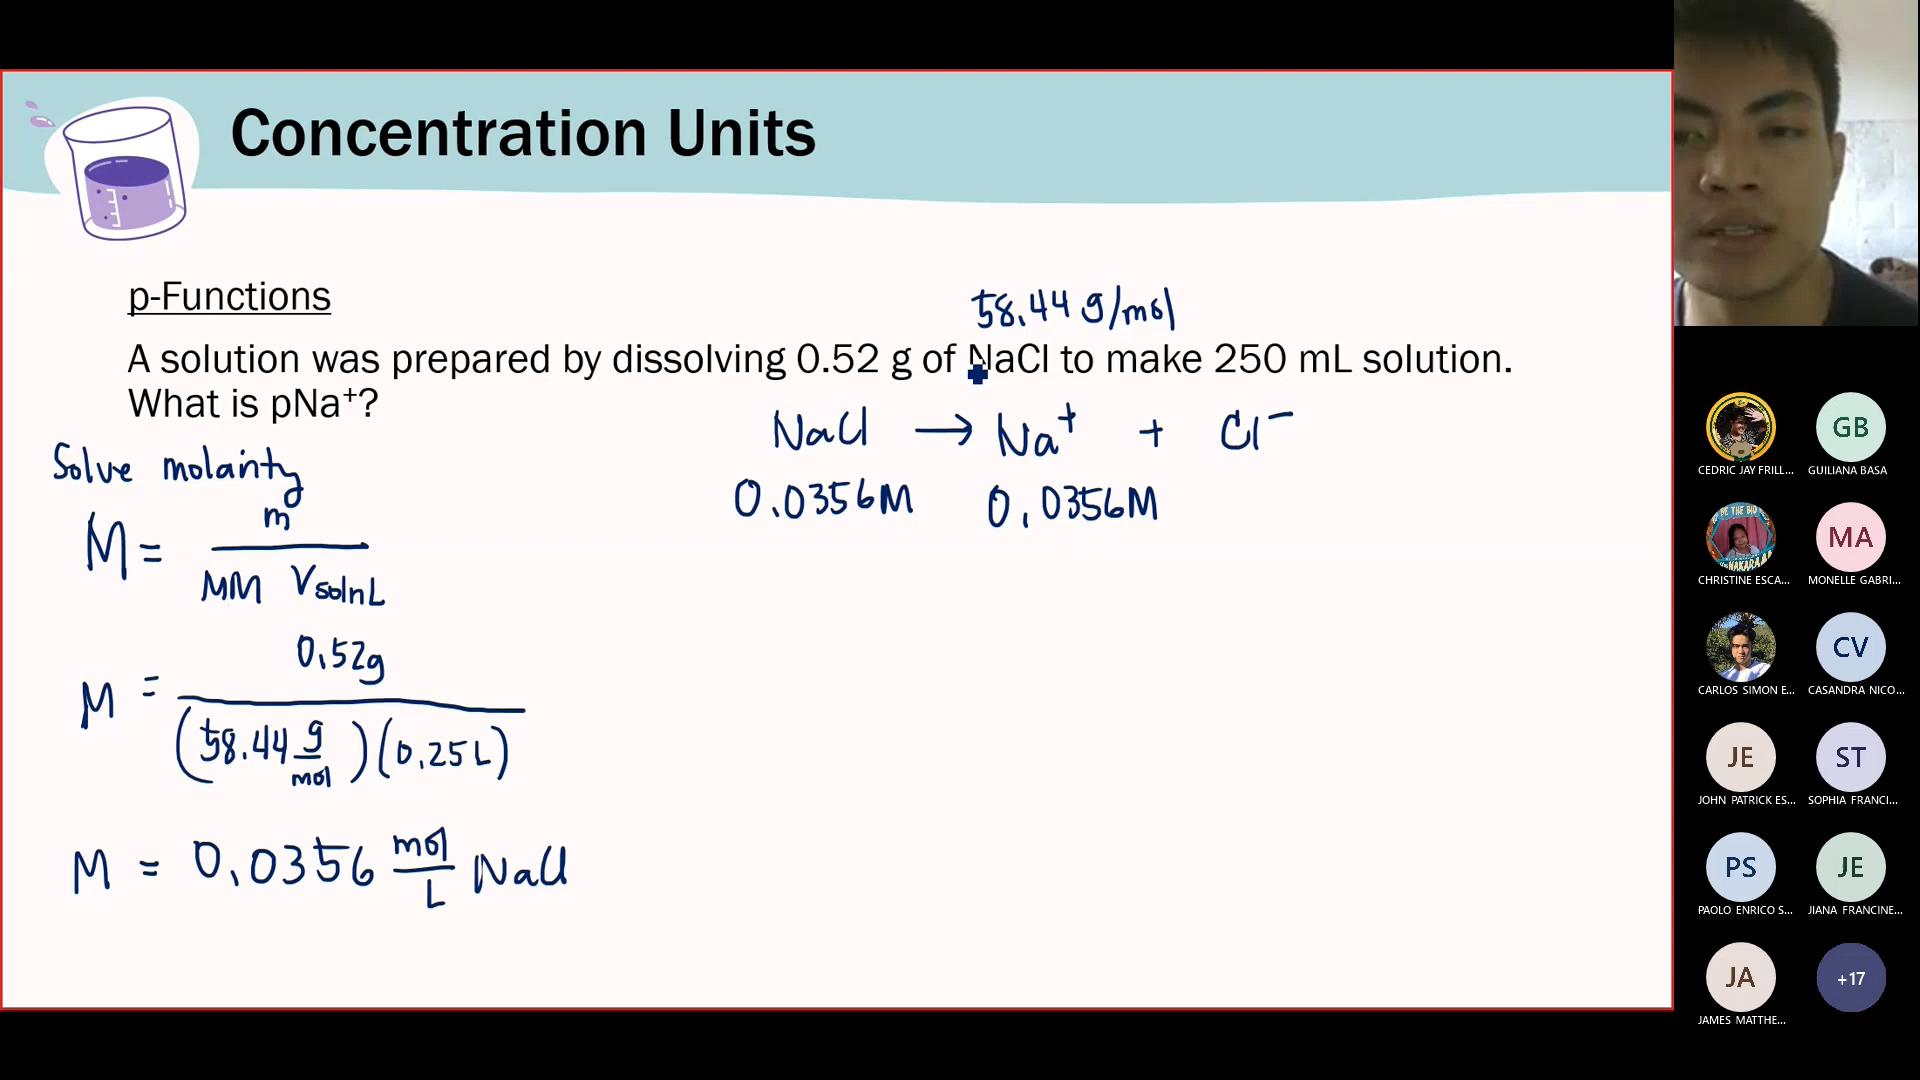 Concentration Units
p-Functions
58.44 g/mol
A solution was prepared by dissolving 0.52 g of NaCl to make 250 mL solution.
What is pNa⁺?
NaCl → Na⁺ + Cl⁻
0.0356M 0.0356M
Solve molarity
M = m / MM Vsoln L
M = 0.52g / (58.44 g/mol)(0.25L)
M = 0.0356 mol/L NaCl
CEDRIC JAY FRILL...
GB
GUILIANA BASA
BE THE BIO
CHRISTINE ESCA...
MA
MONELLE GABRI...
CARLOS SIMON E...
CV
CASANDRA NICO...
JE
JOHN PATRICK ES...
ST
SOPHIA FRANCI...
PS
PAOLO ENRICO S...
JE
JIANA FRANCINE...
JA
JAMES MATTHE...
+17